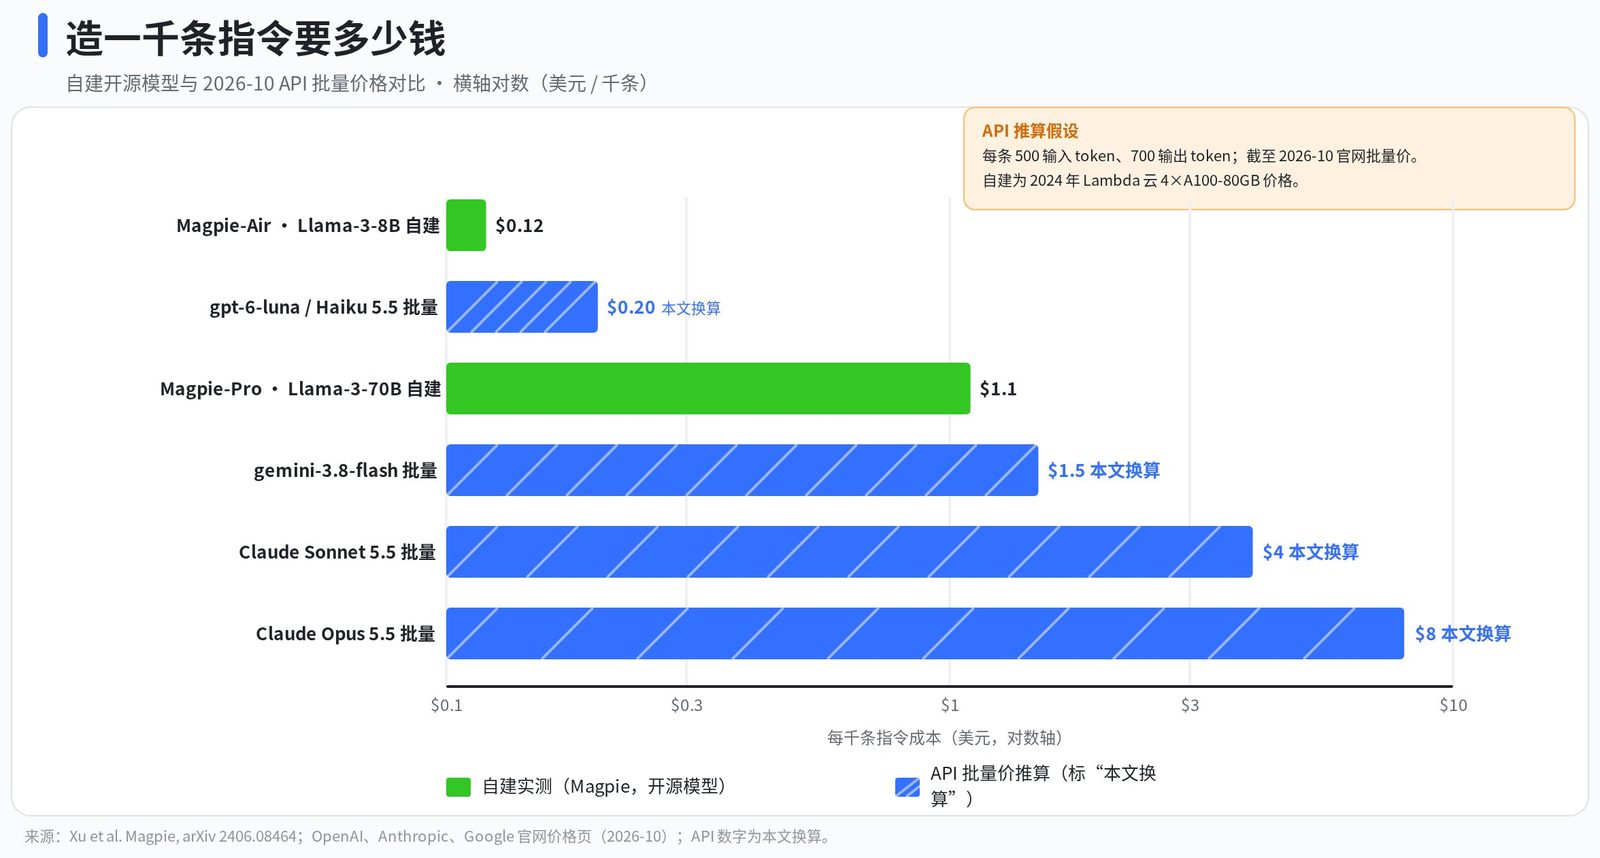 造一千条指令要多少钱
自建开源模型与 2026-10 API 批量价格对比 · 横轴对数（美元 / 千条）
API 推算假设
每条 500 输入 token、700 输出 token；截至 2026-10 官网批量价。
自建为 2024 年 Lambda 云 4×A100-80GB 价格。
Magpie-Air · Llama-3-8B 自建
$0.12
gpt-6-luna / Haiku 5.5 批量
$0.20 本文换算
Magpie-Pro · Llama-3-70B 自建
$1.1
gemini-3.8-flash 批量
$1.5 本文换算
Claude Sonnet 5.5 批量
$4 本文换算
Claude Opus 5.5 批量
$8 本文换算
$0.1
$0.3
$1
$3
$10
每千条指令成本（美元，对数轴）
自建实测（Magpie，开源模型）
API 批量价推算（标“本文换
算”）
来源：Xu et al. Magpie, arXiv 2406.08464；OpenAI、Anthropic、Google 官网价格页（2026-10）；API 数字为本文换算。